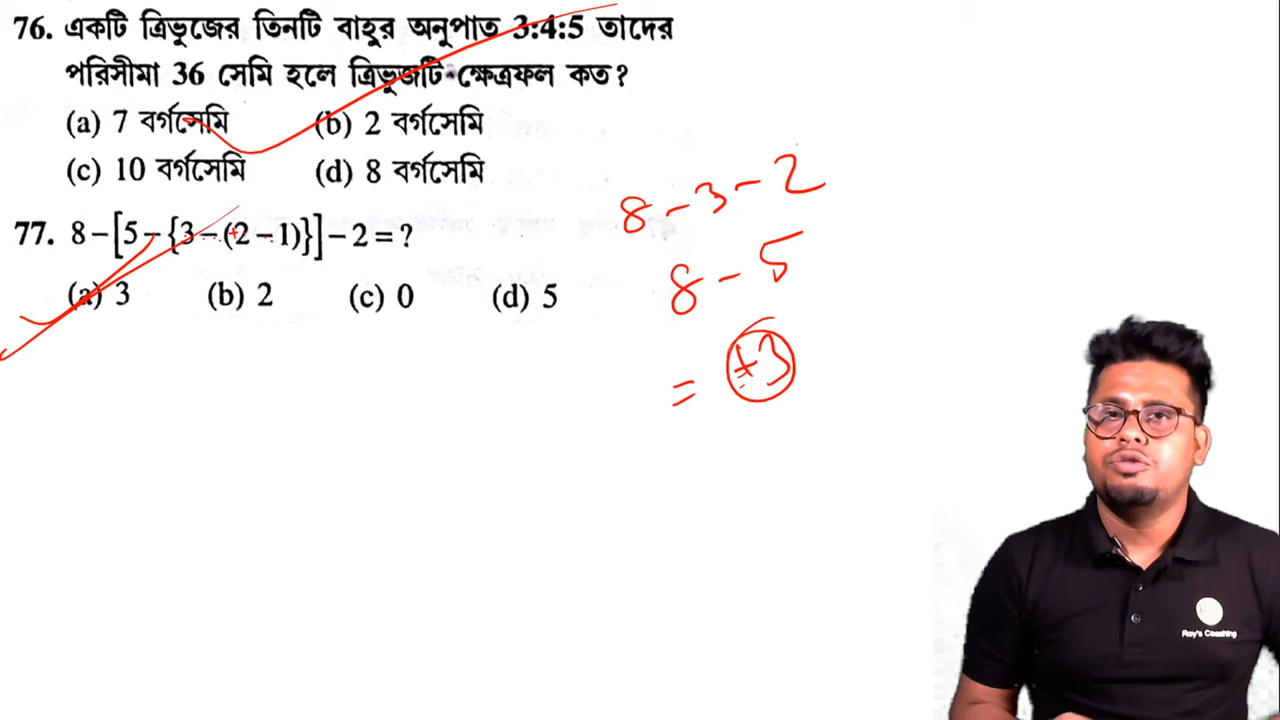 76. একটি ত্রিভুজের তিনটি বাহুর অনুপাত 3:4:5 তাদের
পরিসীমা 36 সেমি হলে ত্রিভুজটি ক্ষেত্রফল কত?
(a) 7 বর্গসেমি (b) 2 বর্গসেমি
(c) 10 বর্গসেমি (d) 8 বর্গসেমি
77. 8 – [5 – {3 – (2 – 1)}] – 2 = ?
(a) 3 (b) 2 (c) 0 (d) 5
8 - 3 - 2
8 - 5
= +3
Roy's Coaching